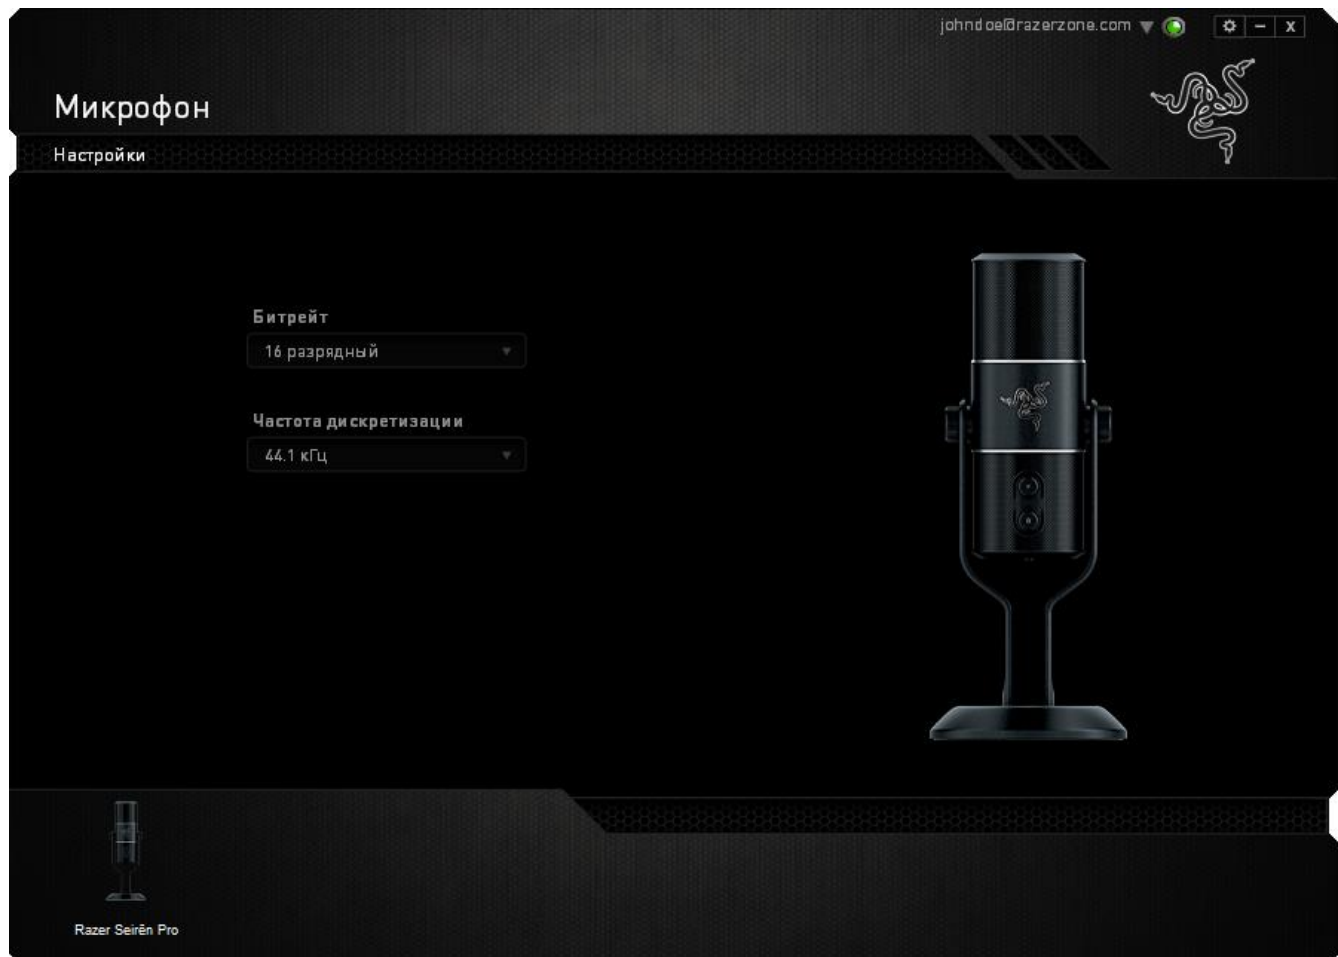 johndoe@razerzone.com
Микрофон
Настройки
Битрейт
16 разрядный
Частота дискретизации
44.1 кГц
Razer Seirēn Pro